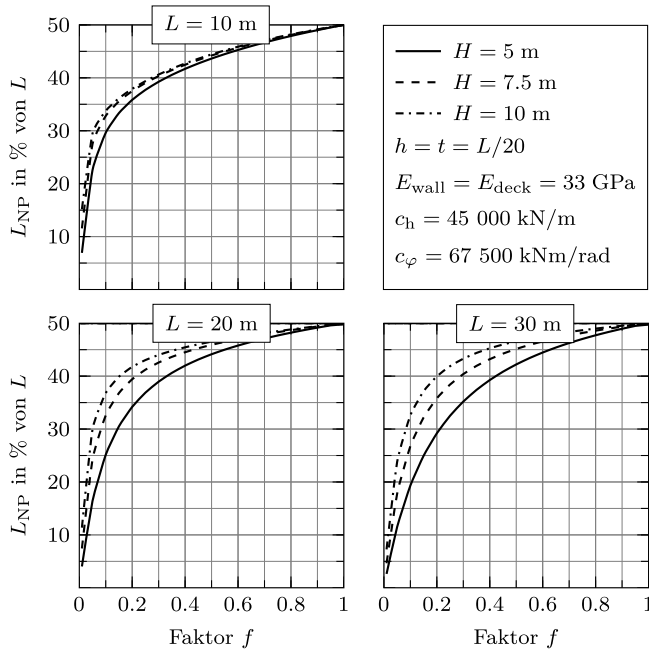 L = 10 m
50
40
30
20
10
L_NP in % von L
H = 5 m
H = 7.5 m
H = 10 m
h = t = L/20
E_wall = E_deck = 33 GPa
c_h = 45 000 kN/m
c_φ = 67 500 kNm/rad
L = 20 m
50
40
30
20
10
L_NP in % von L
0 0.2 0.4 0.6 0.8 1
Faktor f
L = 30 m
0 0.2 0.4 0.6 0.8 1
Faktor f